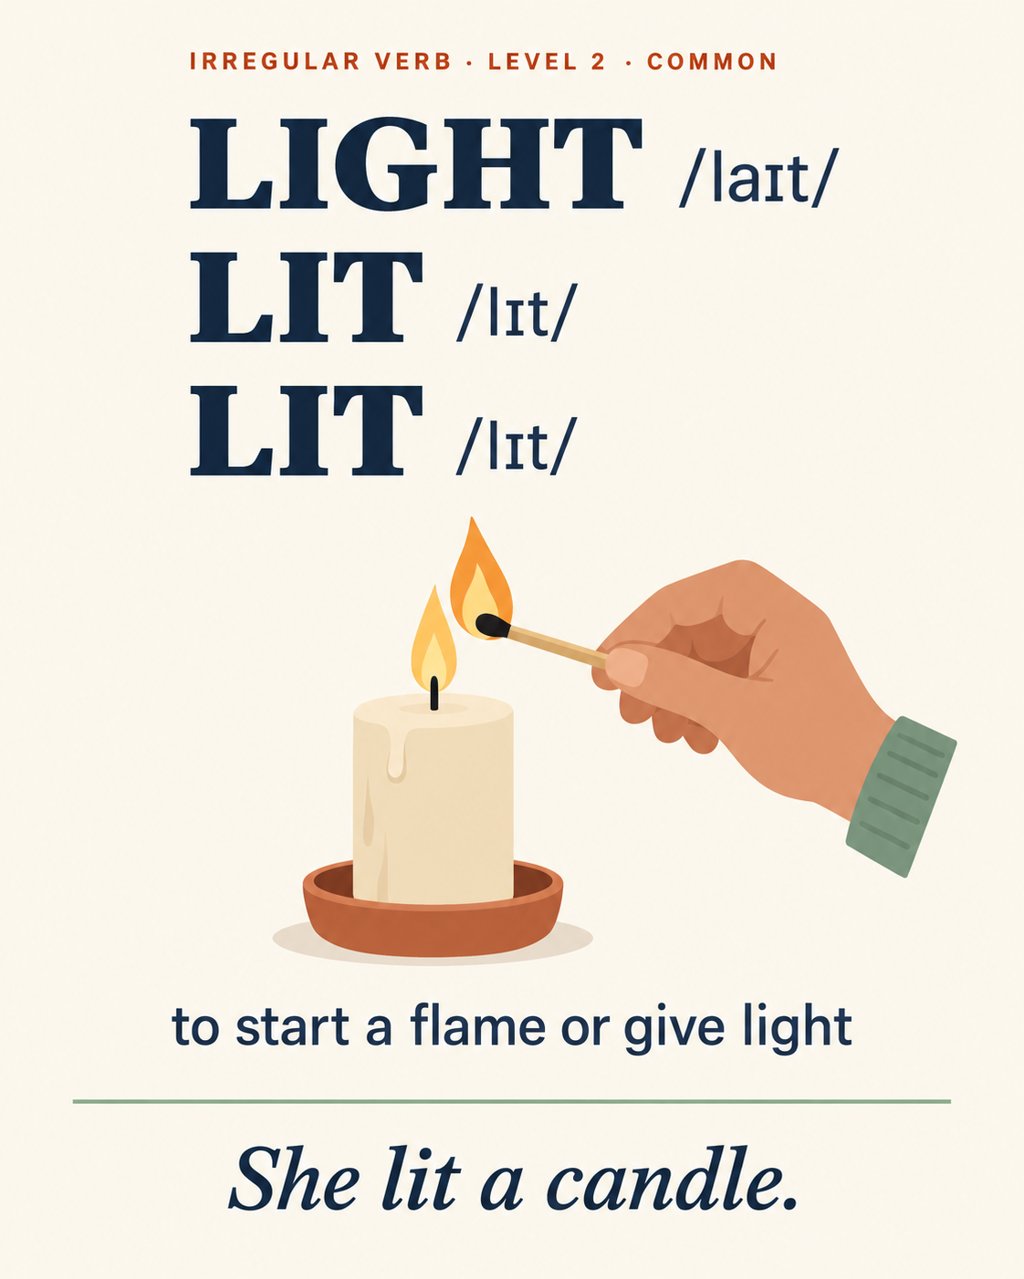 IRREGULAR VERB · LEVEL 2 · COMMON
LIGHT /laɪt/
LIT /lɪt/
LIT /lɪt/
to start a flame or give light
She lit a candle.